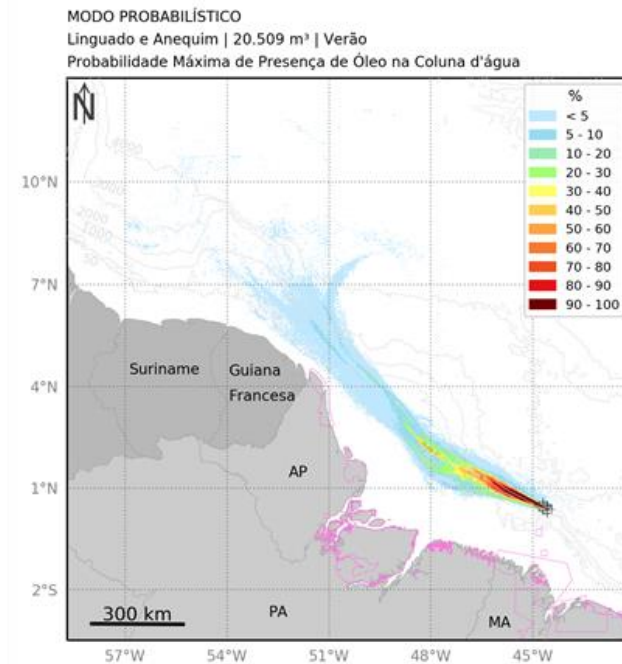 MODO PROBABILÍSTICO
Linguado e Anequim | 20.509 m³ | Verão
Probabilidade Máxima de Presença de Óleo na Coluna d'água
N
%
< 5
5 - 10
10 - 20
20 - 30
30 - 40
40 - 50
50 - 60
60 - 70
70 - 80
80 - 90
90 - 100
10°N
7°N
4°N
1°N
2°S
Suriname
Guiana
Francesa
AP
PA
MA
300 km
57°W
54°W
51°W
48°W
45°W